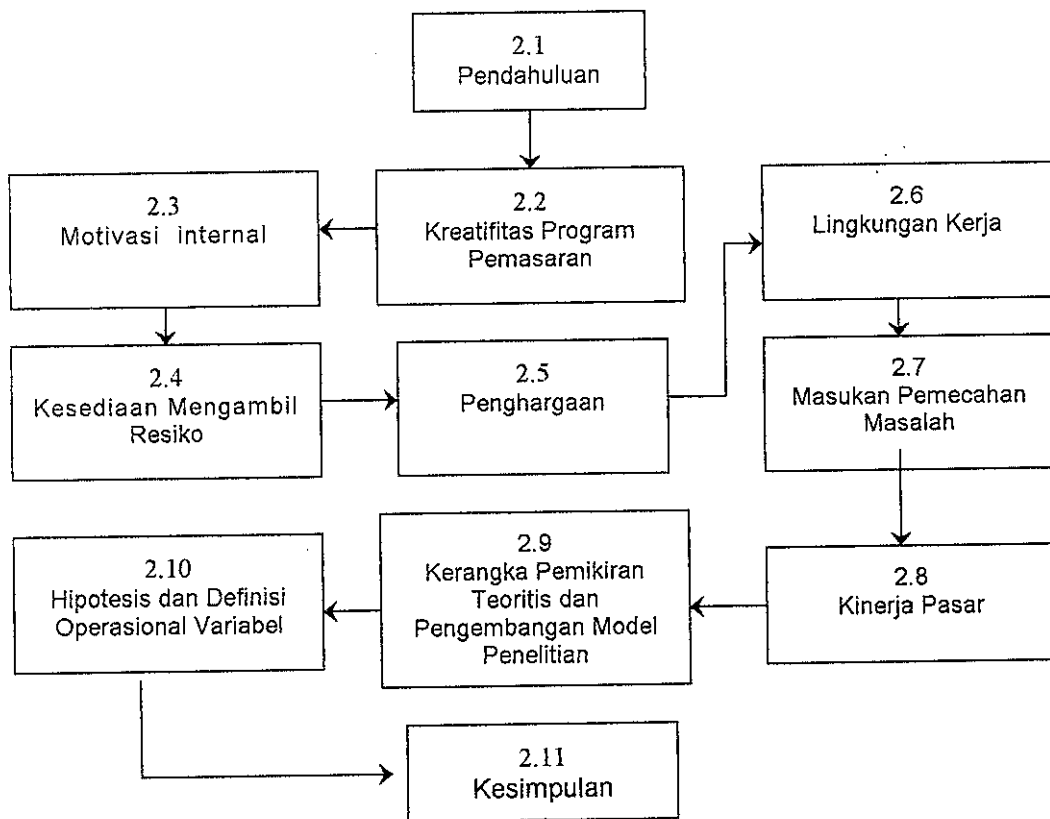 2.1
Pendahuluan
2.2
Kreatifitas Program
Pemasaran
2.3
Motivasi internal
2.4
Kesediaan Mengambil
Resiko
2.5
Penghargaan
2.6
Lingkungan Kerja
2.7
Masukan Pemecahan
Masalah
2.8
Kinerja Pasar
2.9
Kerangka Pemikiran
Teoritis dan
Pengembangan Model
Penelitian
2.10
Hipotesis dan Definisi
Operasional Variabel
2.11
Kesimpulan